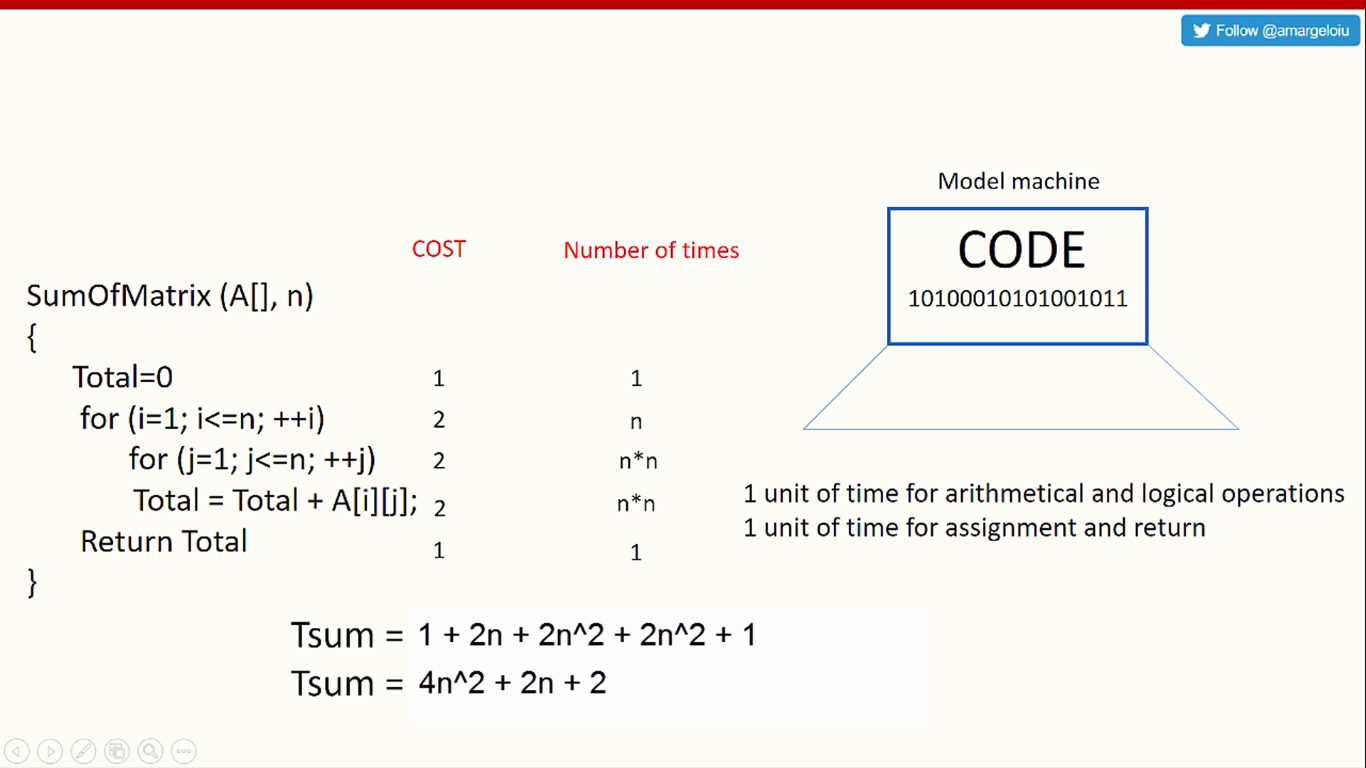 Follow @amargeloiu
Model machine
CODE
10100010101001011
COST Number of times
SumOfMatrix (A[], n)
{
Total=0 1 1
for (i=1; i<=n; ++i) 2 n
for (j=1; j<=n; ++j) 2 n*n
Total = Total + A[i][j]; 2 n*n
Return Total 1 1
}
1 unit of time for arithmetical and logical operations
1 unit of time for assignment and return
Tsum = 1 + 2n + 2n^2 + 2n^2 + 1
Tsum = 4n^2 + 2n + 2